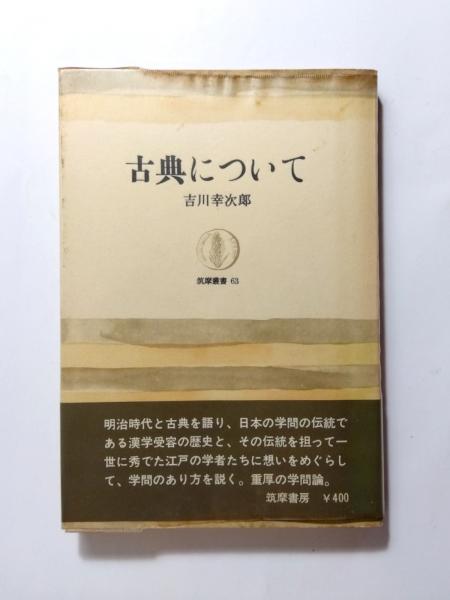 古典について
吉川幸次郎
筑摩叢書 63
明治時代と古典を語り、日本の学問の伝統で
ある漢学受容の歴史と、その伝統を担って一
世に秀でた江戸の学者たちに想いをめぐらし
て、学問のあり方を説く。重厚の学問論。
筑摩書房 ￥400